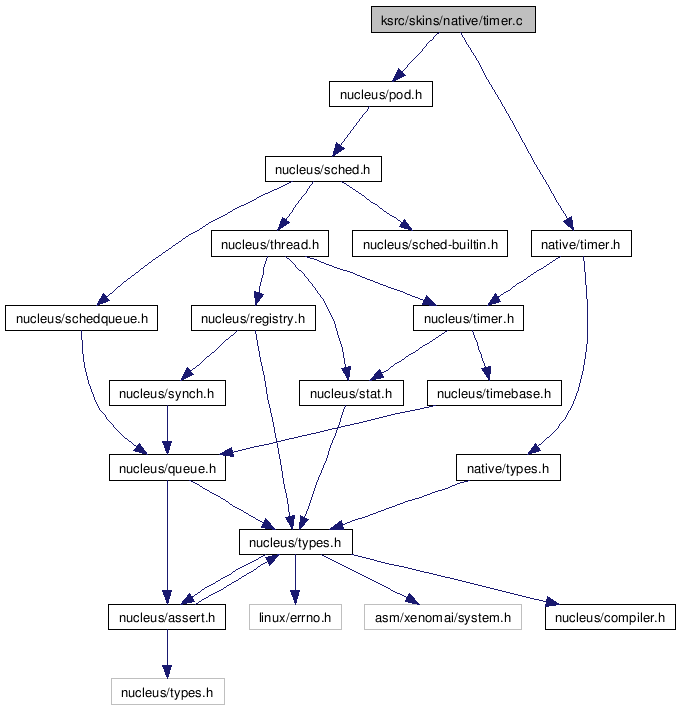 ksrc/skins/native/timer.c
nucleus/pod.h
nucleus/sched.h
nucleus/thread.h
nucleus/sched-builtin.h
native/timer.h
nucleus/schedqueue.h
nucleus/registry.h
nucleus/timer.h
nucleus/synch.h
nucleus/stat.h
nucleus/timebase.h
nucleus/queue.h
native/types.h
nucleus/types.h
nucleus/assert.h
linux/errno.h
asm/xenomai/system.h
nucleus/compiler.h
nucleus/types.h